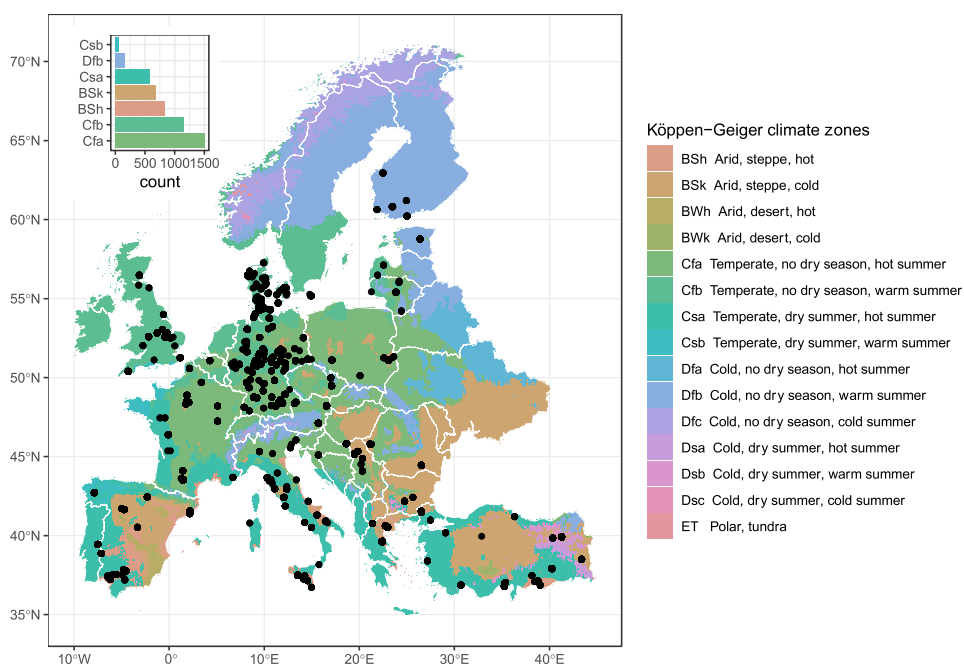 Csb
Dfb
Csa
BSk
BSh
Cfb
Cfa
0 500 1000 1500
count
70°N
65°N
60°N
55°N
50°N
45°N
40°N
35°N
10°W 0° 10°E 20°E 30°E 40°E
Köppen−Geiger climate zones
BSh Arid, steppe, hot
BSk Arid, steppe, cold
BWh Arid, desert, hot
BWk Arid, desert, cold
Cfa Temperate, no dry season, hot summer
Cfb Temperate, no dry season, warm summer
Csa Temperate, dry summer, hot summer
Csb Temperate, dry summer, warm summer
Dfa Cold, no dry season, hot summer
Dfb Cold, no dry season, warm summer
Dfc Cold, no dry season, cold summer
Dsa Cold, dry summer, hot summer
Dsb Cold, dry summer, warm summer
Dsc Cold, dry summer, cold summer
ET Polar, tundra